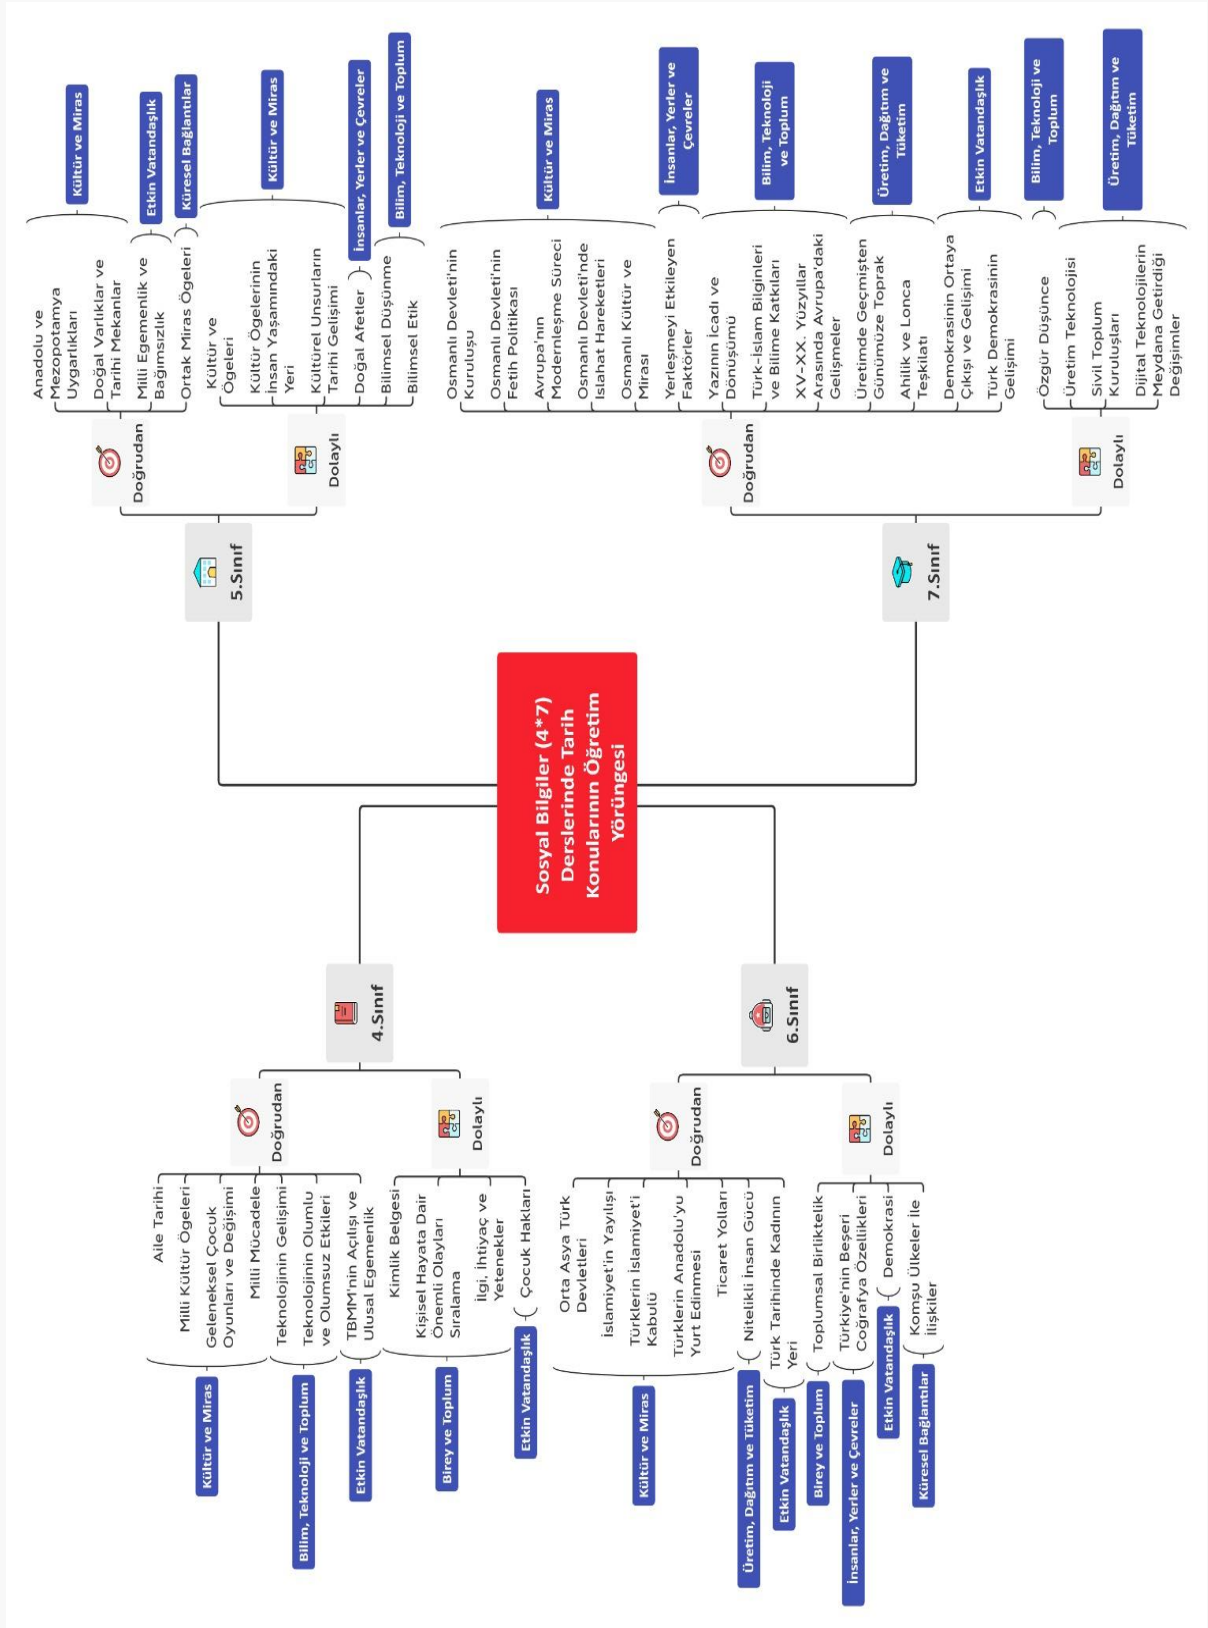 Sosyal Bilgiler (4*7)
Derslerinde Tarih
Konularının Öğretim
Yörüngesi
4.Sınıf
Doğrudan
Aile Tarihi
Milli Kültür Ögeleri
Geleneksel Çocuk
Oyunları ve Değişimi
Milli Mücadele
Kültür ve Miras
Teknolojinin Gelişimi
Teknolojinin Olumlu
ve Olumsuz Etkileri
Bilim, Teknoloji ve Toplum
TBMM'nin Açılışı ve
Ulusal Egemenlik
Etkin Vatandaşlık
Dolaylı
Kimlik Belgesi
Kişisel Hayata Dair
Önemli Olayları
Sıralama
İlgi, İhtiyaç ve
Yetenekler
Birey ve Toplum
Çocuk Hakları
Etkin Vatandaşlık
5.Sınıf
Doğrudan
Anadolu ve
Mezopotamya
Uygarlıkları
Doğal Varlıklar ve
Tarihi Mekanlar
Kültür ve Miras
Milli Egemenlik ve
Bağımsızlık
Etkin Vatandaşlık
Ortak Miras Ögeleri
Küresel Bağlantılar
Dolaylı
Kültür ve
Ögeleri
Kültür Ögelerinin
İnsan Yaşamındaki
Yeri
Kültürel Unsurların
Tarihi Gelişimi
Kültür ve Miras
Doğal Afetler
İnsanlar, Yerler ve Çevreler
Bilimsel Düşünme
Bilimsel Etik
Bilim, Teknoloji ve Toplum
6.Sınıf
Doğrudan
Orta Asya Türk
Devletleri
İslamiyet'in Yayılışı
Türklerin İslamiyet'i
Kabulü
Türklerin Anadolu'yu
Yurt Edinmesi
Ticaret Yolları
Kültür ve Miras
Nitelikli İnsan Gücü
Üretim, Dağıtım ve Tüketim
Türk Tarihinde Kadının
Yeri
Etkin Vatandaşlık
Dolaylı
Toplumsal Birliktelik
Birey ve Toplum
Türkiye'nin Beşeri
Coğrafya Özellikleri
İnsanlar, Yerler ve Çevreler
Demokrasi
Etkin Vatandaşlık
Komşu Ülkeler İle
İlişkiler
Küresel Bağlantılar
7.Sınıf
Doğrudan
Osmanlı Devleti'nin
Kuruluşu
Osmanlı Devleti'nin
Fetih Politikası
Avrupa'nın
Modernleşme Süreci
Osmanlı Devleti'nde
Islahat Hareketleri
Osmanlı Kültür ve
Mirası
Kültür ve Miras
Yerleşmeyi Etkileyen
Faktörler
İnsanlar, Yerler ve
Çevreler
Yazının İcadı ve
Dönüşümü
Türk-İslam Bilginleri
ve Bilime Katkıları
XV-XX. Yüzyıllar
Arasında Avrupa'daki
Gelişmeler
Bilim, Teknoloji
ve Toplum
Üretimde Geçmişten
Günümüze Toprak
Ahilik ve Lonca
Teşkilatı
Üretim, Dağıtım ve
Tüketim
Demokrasinin Ortaya
Çıkışı ve Gelişimi
Türk Demokrasinin
Gelişimi
Etkin Vatandaşlık
Dolaylı
Özgür Düşünce
Bilim, Teknoloji ve
Toplum
Üretim Teknolojisi
Sivil Toplum
Kuruluşları
Dijital Teknolojilerin
Meydana Getirdiği
Değişimler
Üretim, Dağıtım ve
Tüketim